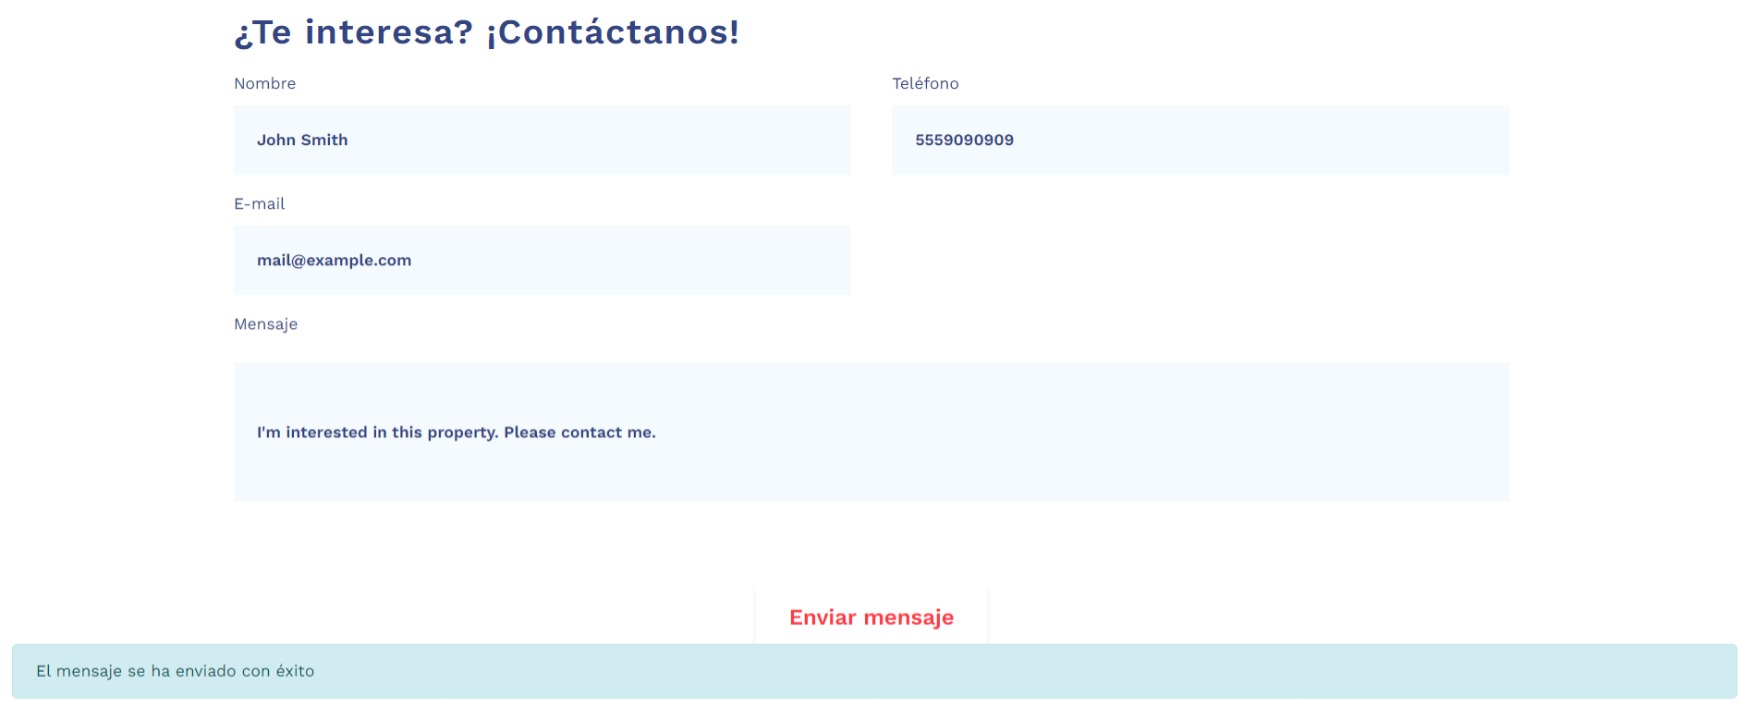 ¿Te interesa? ¡Contáctanos!
Nombre
Teléfono
John Smith
5559090909
E-mail
mail@example.com
Mensaje
I'm interested in this property. Please contact me.
Enviar mensaje
El mensaje se ha enviado con éxito